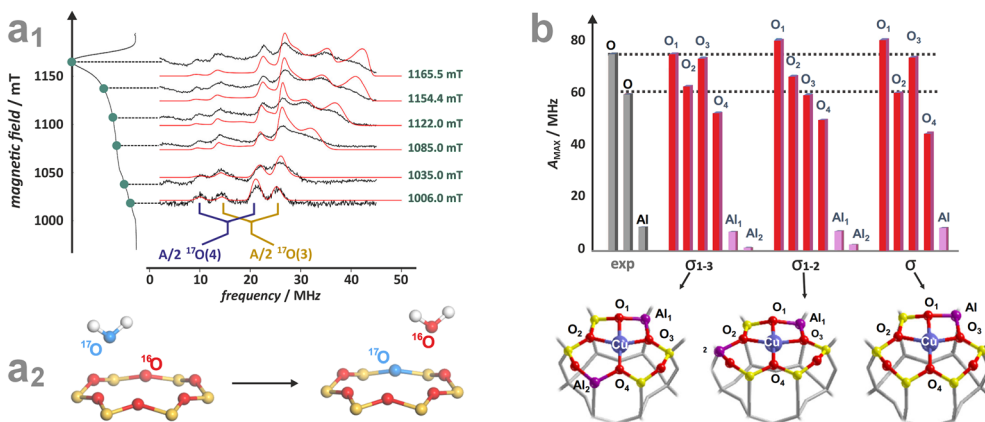 a1
magnetic field / mT
1150
1100
1050
1000
1165.5 mT
1154.4 mT
1122.0 mT
1085.0 mT
1035.0 mT
1006.0 mT
A/2 ¹⁷O(4) A/2 ¹⁷O(3)
0 10 20 30 40 50
frequency / MHz
a2
¹⁷O
¹⁶O
¹⁷O
¹⁶O
b
AMAX / MHz
80
60
40
20
0
O O Al
O₁ O₂ O₃ O₄ Al₁ Al₂
O₁ O₂ O₃ O₄ Al₁ Al₂
O₁ O₂ O₃ O₄ Al
exp σ1-3 σ1-2 σ
O₁ Al₁ O₂ O₃ Cu Al₂ O₄
O₁ Al₁ O₂ O₃ 2 Cu O₄
O₁ Al O₂ O₃ Cu O₄